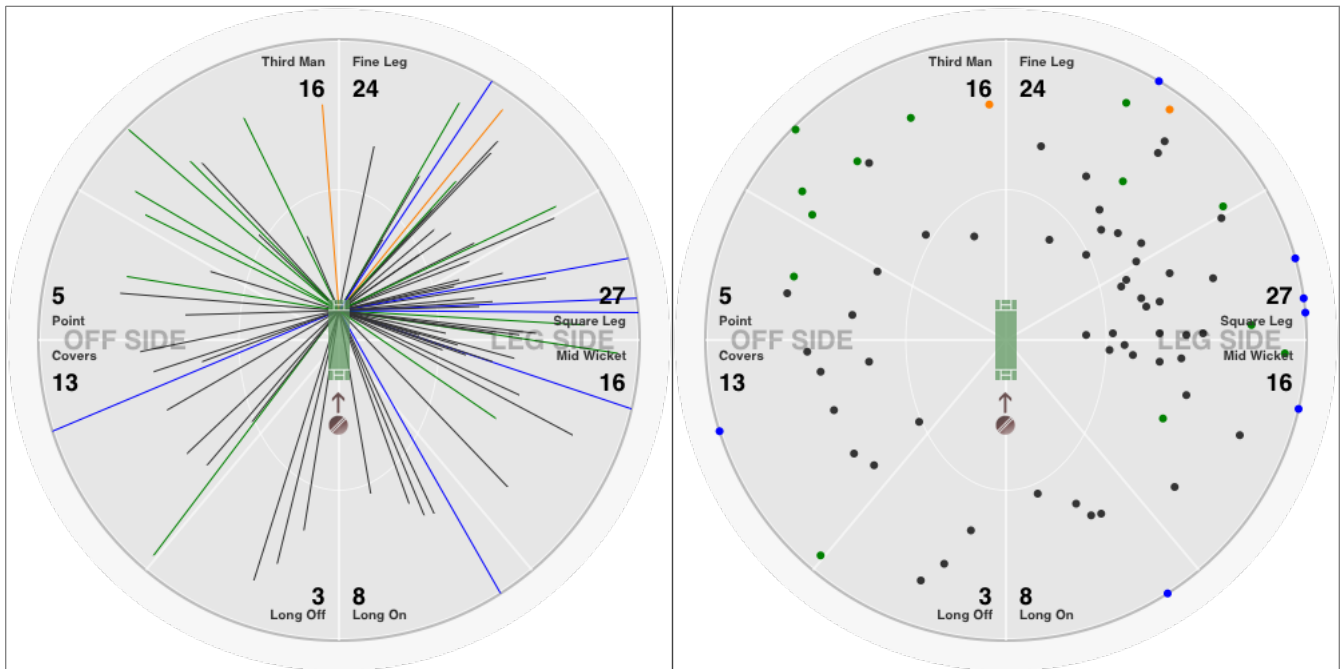 Third Man
Fine Leg
16
24
5
Point
27
Square Leg
OFF SIDE
LEG SIDE
Covers
13
Mid Wicket
16
3
Long Off
8
Long On
Third Man
Fine Leg
16
24
5
Point
27
Square Leg
OFF SIDE
LEG SIDE
Covers
13
Mid Wicket
16
3
Long Off
8
Long On